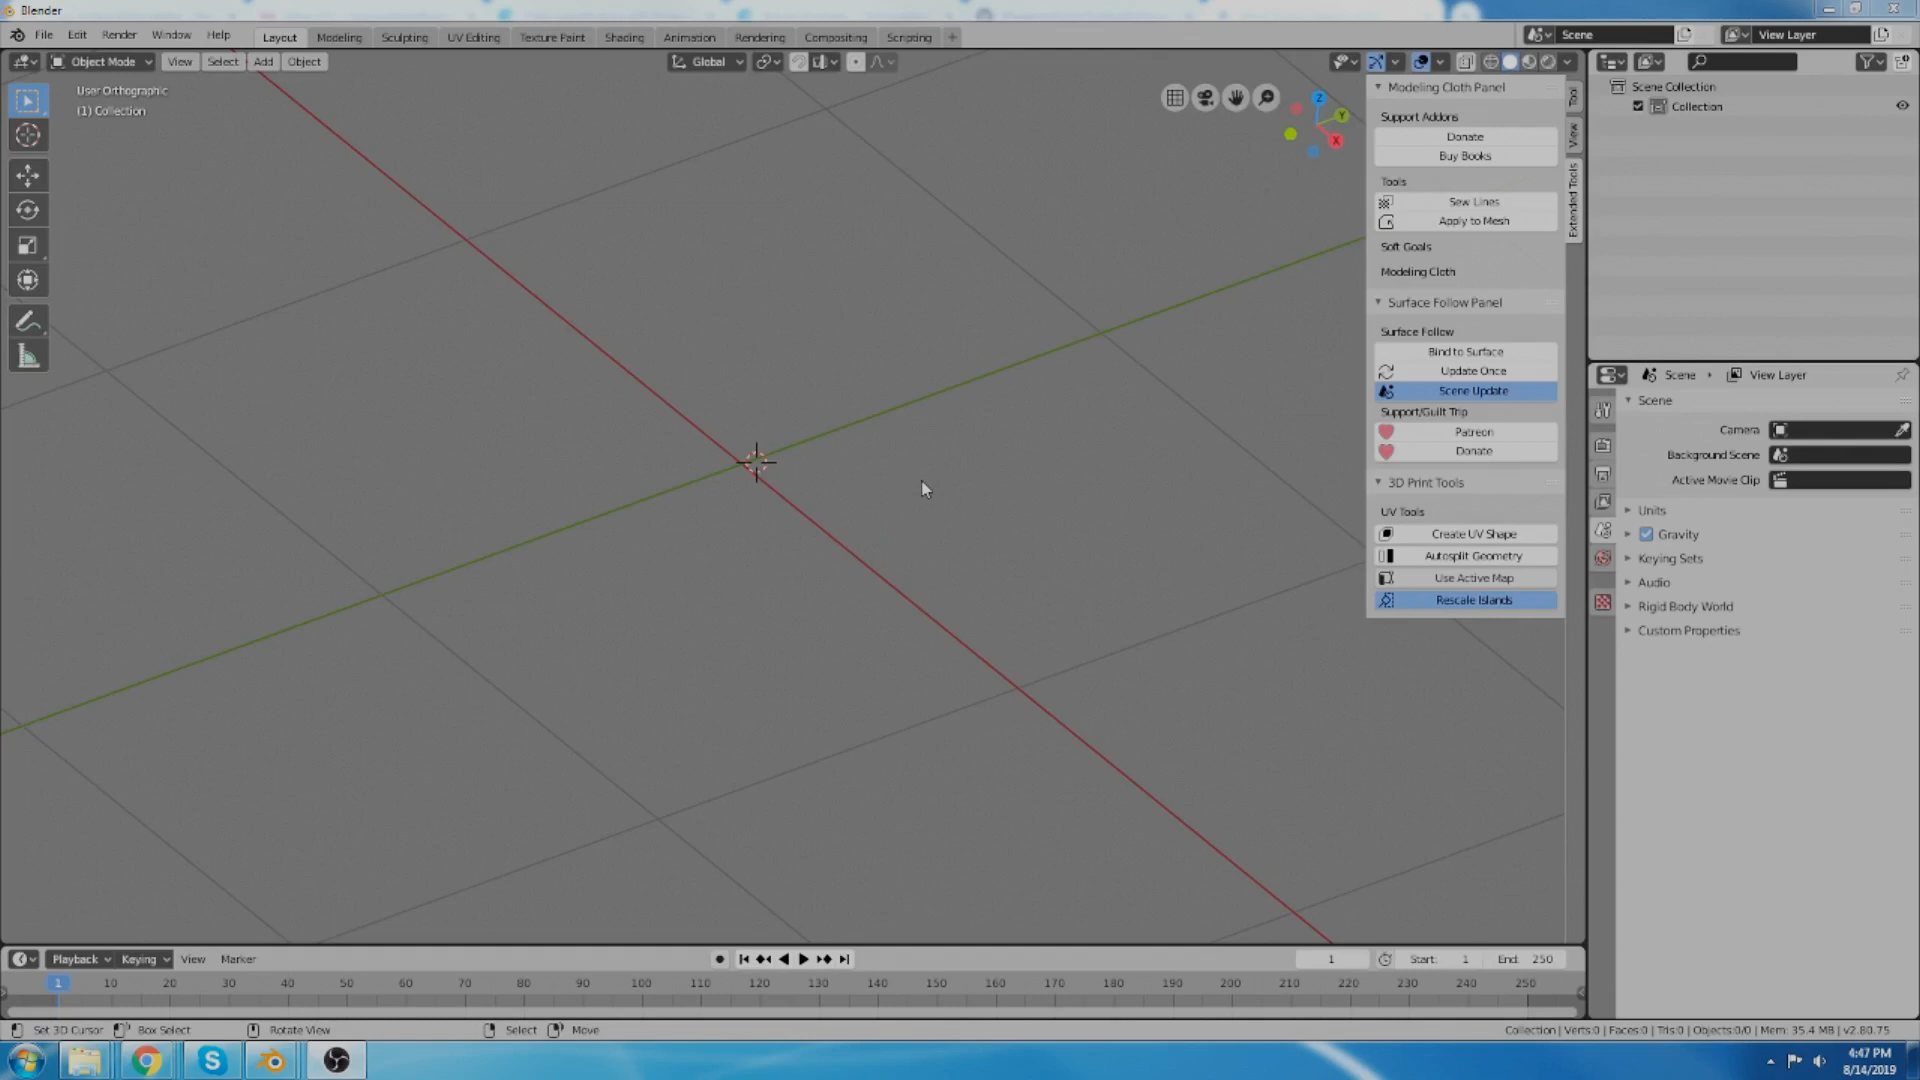 Blender
File Edit Render Window Help Layout Modeling Sculpting UV Editing Texture Paint Shading Animation Rendering Compositing Scripting + Scene View Layer
Object Mode View Select Add Object Global
User Orthographic
(1) Collection
Z
Y
X
Modeling Cloth Panel
Support Addons
Donate
Buy Books
Tools
Sew Lines
Apply to Mesh
Soft Goals
Modeling Cloth
Surface Follow Panel
Surface Follow
Bind to Surface
Update Once
Scene Update
Support/Guilt Trip
Patreon
Donate
3D Print Tools
UV Tools
Create UV Shape
Autosplit Geometry
Use Active Map
Rescale Islands
Tool
View
Extended Tools
Scene Collection
Collection
Scene View Layer
Scene
Camera
Background Scene
Active Movie Clip
Units
Gravity
Keying Sets
Audio
Rigid Body World
Custom Properties
Playback Keying View Marker 1 Start: 1 End: 250
1 10 20 30 40 50 60 70 80 90 100 110 120 130 140 150 160 170 180 190 200 210 220 230 240 250
Set 3D Cursor Box Select Rotate View Select Move Collection | Verts:0 | Faces:0 | Tris:0 | Objects:0/0 | Mem: 35.4 MB | v2.80.75
4:47 PM
8/14/2019